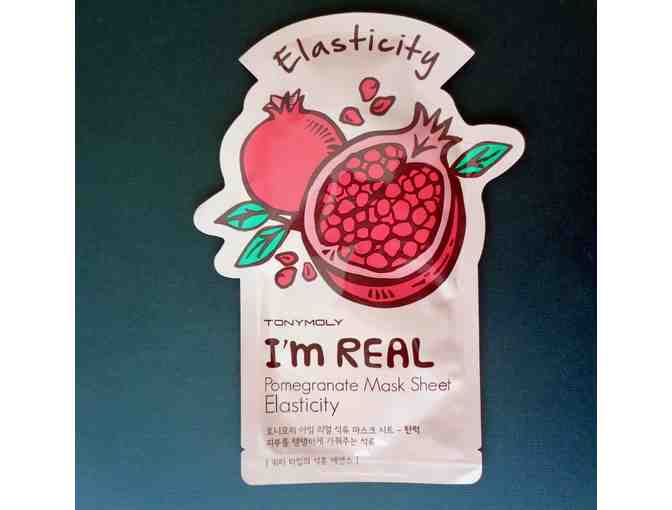 Elasticity
TONYMOLY
I'm REAL
Pomegranate Mask Sheet
Elasticity
토니모리 아임 리얼 석류 마스크 시트 – 탄력
피부를 탱탱하게 가꿔주는 석류
[ 워터 타입의 석류 에센스 ]